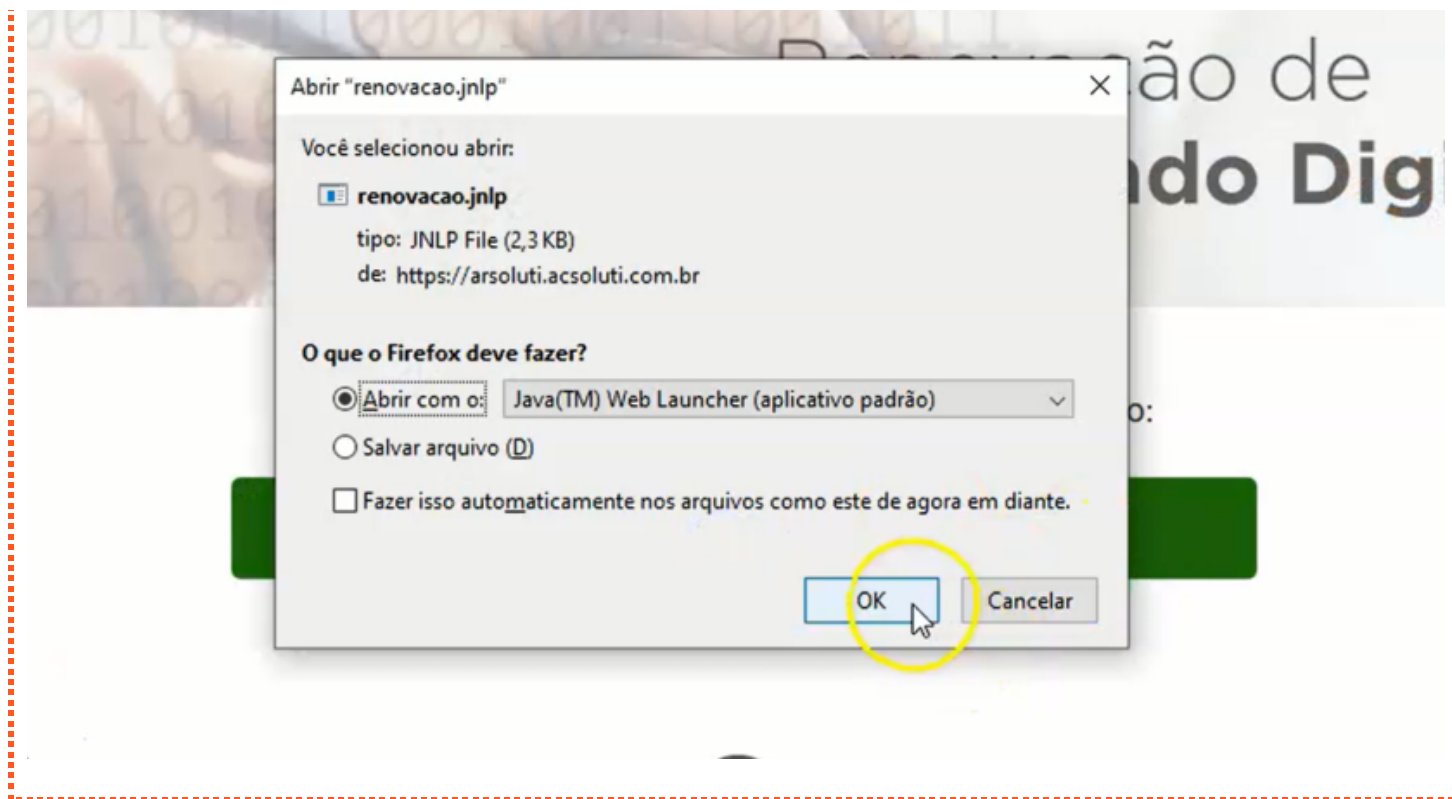 ão de
do Digi
Abrir "renovacao.jnlp"
Você selecionou abrir:
renovacao.jnlp
tipo: JNLP File (2,3 KB)
de: https://arsoluti.acsoluti.com.br
O que o Firefox deve fazer?
Abrir com o: Java(TM) Web Launcher (aplicativo padrão)
o:
Salvar arquivo (D)
Fazer isso automaticamente nos arquivos como este de agora em diante.
OK Cancelar